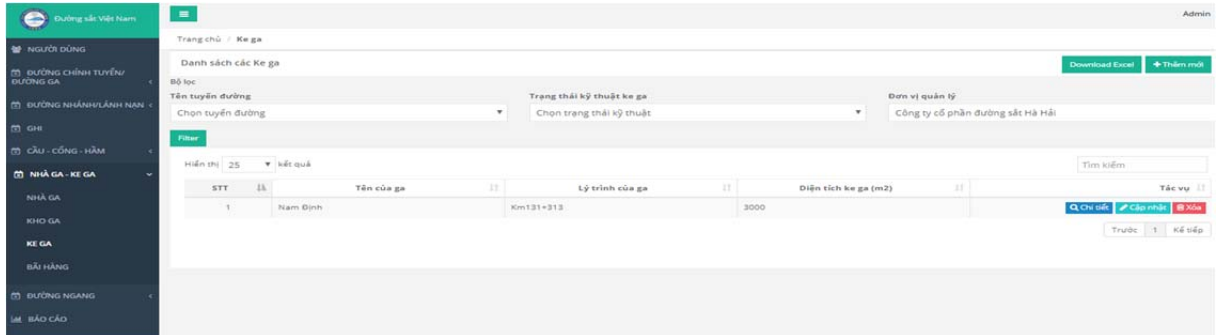 Đường sắt Việt Nam
Admin
NGƯỜI DÙNG
Trang chủ / Ke ga
ĐƯỜNG CHÍNH TUYẾN/
ĐƯỜNG GA
Danh sách các Ke ga
Download Excel
Thêm mới
Bộ lọc
ĐƯỜNG NHÁNH/LÁNH NẠN
Tên tuyến đường
Trạng thái kỹ thuật ke ga
Đơn vị quản lý
Chọn tuyến đường
Chọn trạng thái kỹ thuật
Công ty cổ phần đường sắt Hà Hải
GHI
Filter
CẦU - CỐNG - HẦM
Hiển thị 25 kết quả
Tìm kiếm
NHÀ GA - KE GA
STT Tên của ga Lý trình của ga Diện tích ke ga (m2) Tác vụ
NHÀ GA
1 Nam Định Km131+313 3000 Chi tiết Cập nhật Xóa
KHO GA
Trước 1 Kế tiếp
KE GA
BÃI HÀNG
ĐƯỜNG NGANG
BÁO CÁO